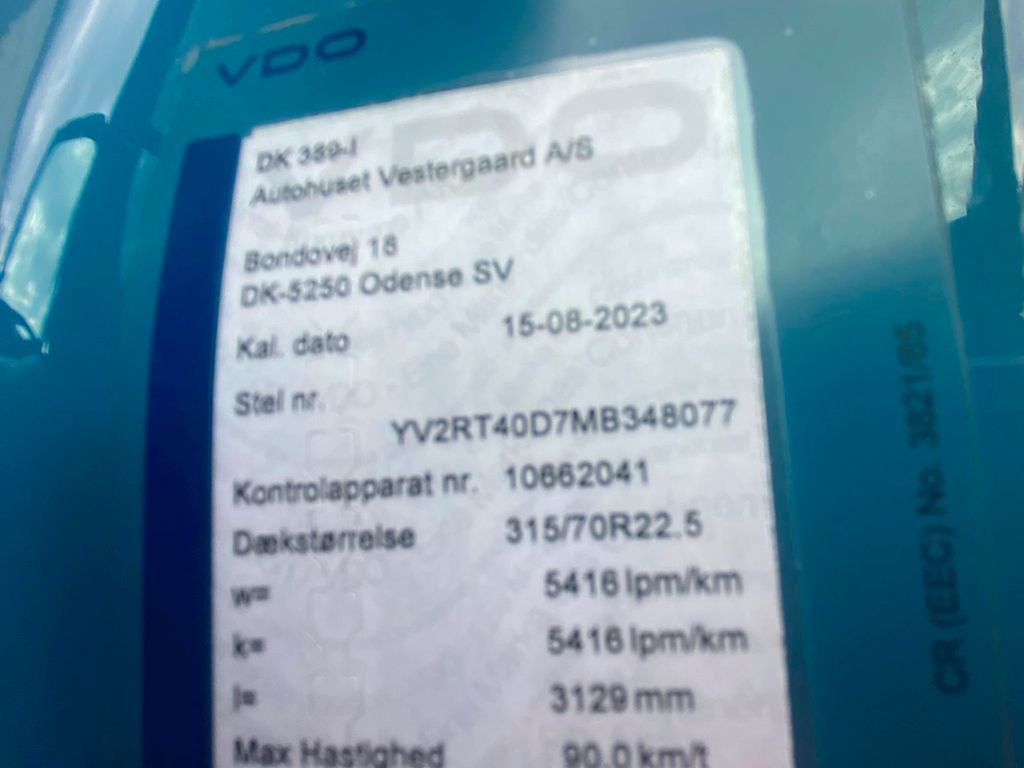 VDO
DK 389-I
Autohuset Vestergaard A/S
Bondovej 18
DK-5250 Odense SV
Kal. dato 15-08-2023
Stel nr.
YV2RT40D7MB348077
Kontrolapparat nr. 10662041
Dækstørrelse 315/70R22.5
w= 5416 Ipm/km
k= 5416 Ipm/km
l= 3129 mm
Max Hastighed 90.0 km/t
CR (EEC) No. 3821/85